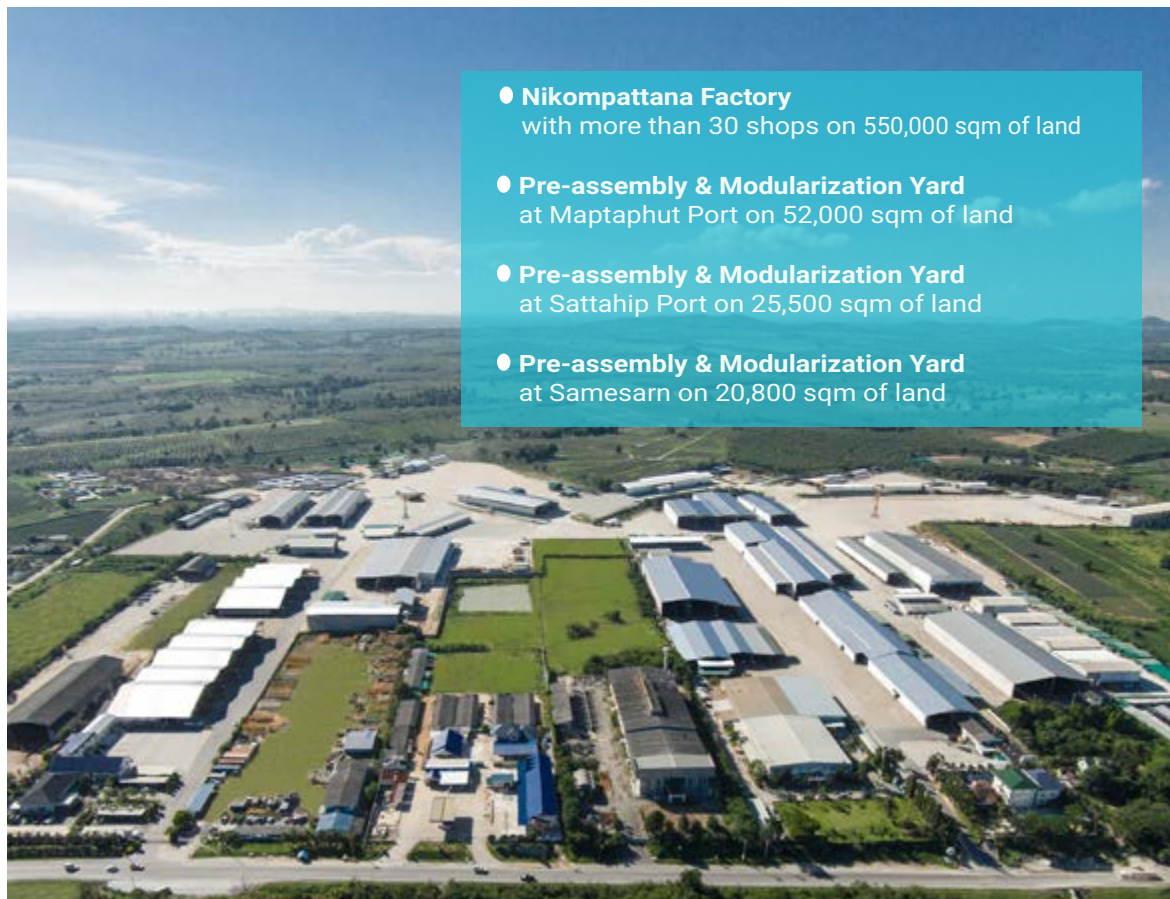 Nikompattana Factory
with more than 30 shops on 550,000 sqm of land
Pre-assembly & Modularization Yard
at Maptaphut Port on 52,000 sqm of land
Pre-assembly & Modularization Yard
at Sattahip Port on 25,500 sqm of land
Pre-assembly & Modularization Yard
at Samesarn on 20,800 sqm of land